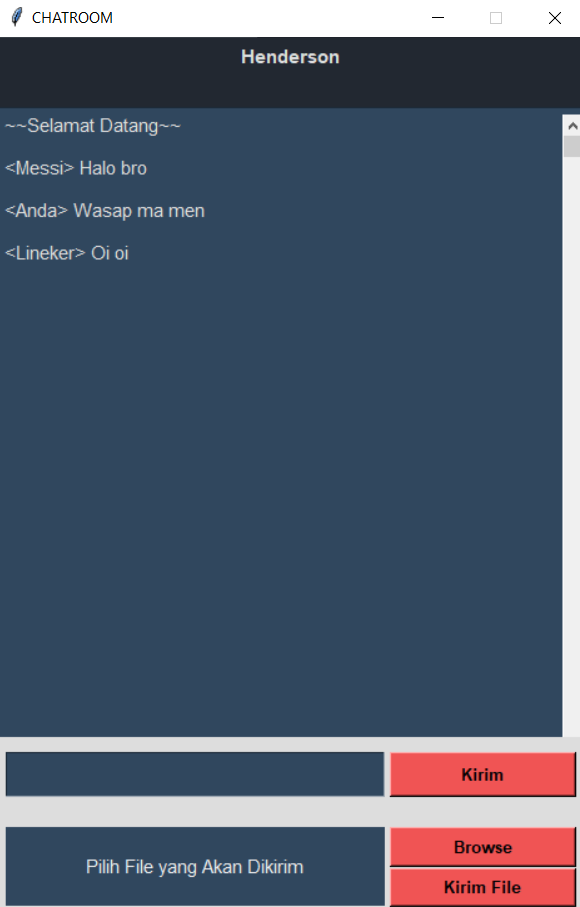 CHATROOM
Henderson
~~Selamat Datang~~
<Messi> Halo bro
<Anda> Wasap ma men
<Lineker> Oi oi
Kirim
Browse
Pilih File yang Akan Dikirim
Kirim File